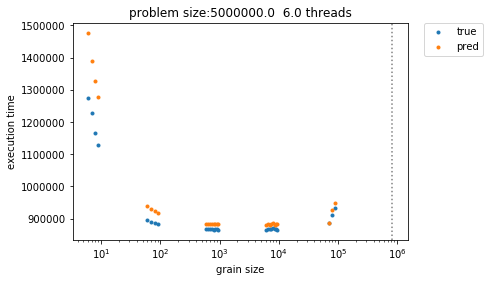 problem size:5000000.0  6.0 threads
1500000
1400000
1300000
1200000
1100000
1000000
900000
execution time
10¹
10²
10³
10⁴
10⁵
10⁶
grain size
true
pred